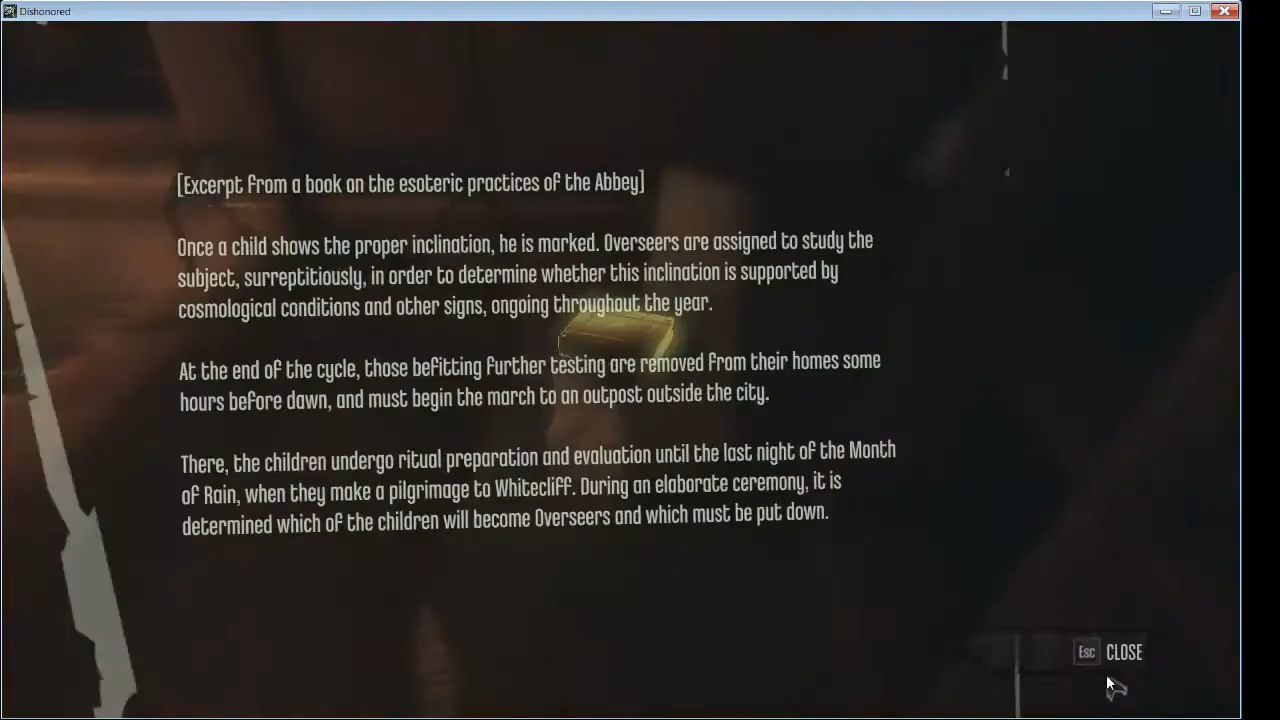 Dishonored
[Excerpt from a book on the esoteric practices of the Abbey]
Once a child shows the proper inclination, he is marked. Overseers are assigned to study the
subject, surreptitiously, in order to determine whether this inclination is supported by
cosmological conditions and other signs, ongoing throughout the year.
At the end of the cycle, those befitting further testing are removed from their homes some
hours before dawn, and must begin the march to an outpost outside the city.
There, the children undergo ritual preparation and evaluation until the last night of the Month
of Rain, when they make a pilgrimage to Whitecliff. During an elaborate ceremony, it is
determined which of the children will become Overseers and which must be put down.
Esc CLOSE